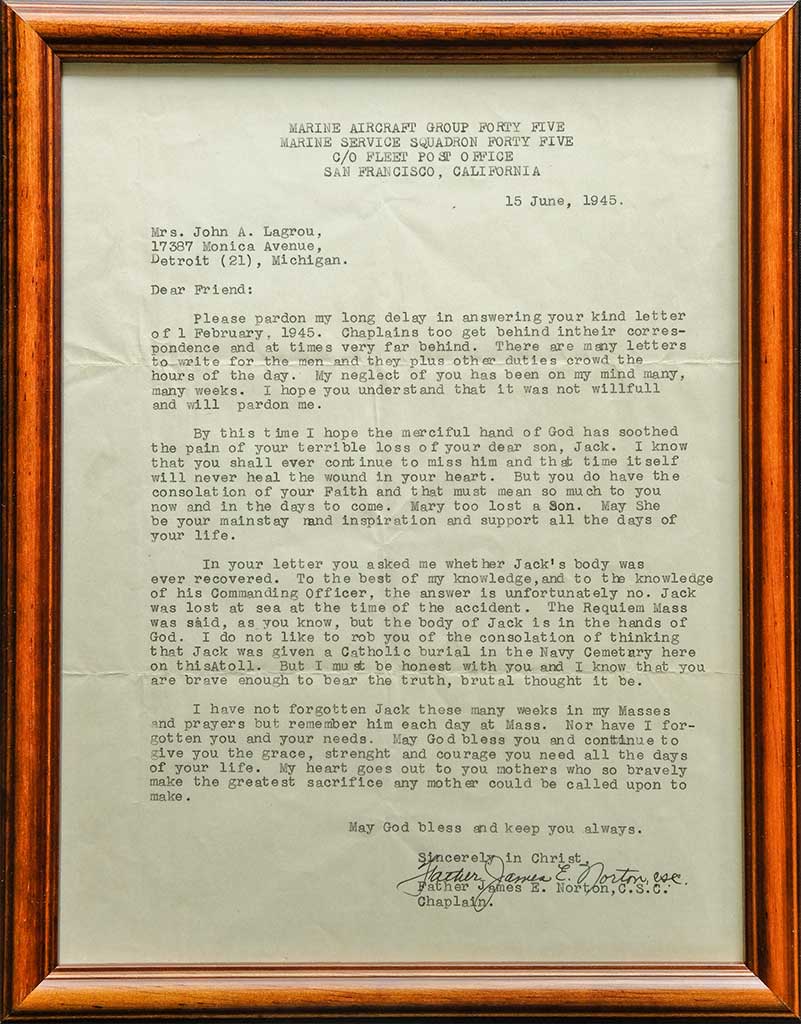 MARINE AIRCRAFT GROUP FORTY FIVE
MARINE SERVICE SQUADRON FORTY FIVE
C/O FLEET POST OFFICE
SAN FRANCISCO, CALIFORNIA
15 June, 1945.
Mrs. John A. Lagrou,
17387 Monica Avenue,
Detroit (21), Michigan.
Dear Friend:
Please pardon my long delay in answering your kind letter
of 1 February, 1945. Chaplains too get behind intheir corres-
pondence and at times very far behind. There are many letters
to write for the men and they plus other duties crowd the
hours of the day. My neglect of you has been on my mind many,
many weeks. I hope you understand that it was not willfull
and will pardon me.
By this time I hope the merciful hand of God has soothed
the pain of your terrible loss of your dear son, Jack. I know
that you shall ever continue to miss him and that time itself
will never heal the wound in your heart. But you do have the
consolation of your Faith and that must mean so much to you
now and in the days to come. Mary too lost a Son. May She
be your mainstay nand inspiration and support all the days of
your life.
In your letter you asked me whether Jack's body was
ever recovered. To the best of my knowledge,and to the knowledge
of his Commanding Officer, the answer is unfortunately no. Jack
was lost at sea at the time of the accident. The Requiem Mass
was said, as you know, but the body of Jack is in the hands of
God. I do not like to rob you of the consolation of thinking
that Jack was given a Catholic burial in the Navy Cemetary here
on thisAtoll. But I must be honest with you and I know that you
are brave enough to bear the truth, brutal thought it be.
I have not forgotten Jack these many weeks in my Masses
and prayers but remember him each day at Mass. Nor have I for-
gotten you and your needs. May God bless you and continue to
give you the grace, strenght and courage you need all the days
of your life. My heart goes out to you mothers who so bravely
make the greatest sacrifice any mother could be called upon to
make.
May God bless and keep you always.
Sincerely in Christ,
Father James E. Norton, csc.
Father James E. Norton,C.S.C.
Chaplain.